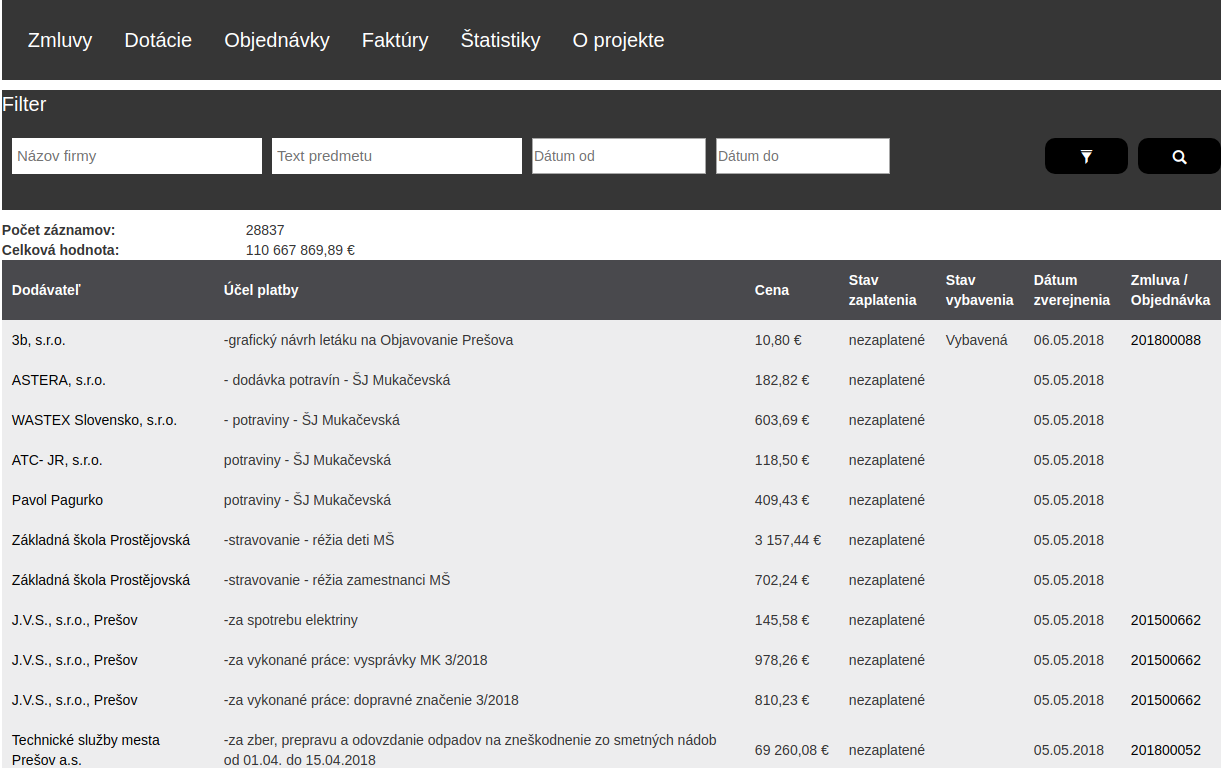 Zmluvy Dotácie Objednávky Faktúry Štatistiky O projekte
Filter
Názov firmy Text predmetu Dátum od Dátum do
Počet záznamov: 28837
Celková hodnota: 110 667 869,89 €
Dodávateľ Účel platby Cena Stav zaplatenia Stav vybavenia Dátum zverejnenia Zmluva / Objednávka
3b, s.r.o. -grafický návrh letáku na Objavovanie Prešova 10,80 € nezaplatené Vybavená 06.05.2018 201800088
ASTERA, s.r.o. - dodávka potravín - ŠJ Mukačevská 182,82 € nezaplatené 05.05.2018
WASTEX Slovensko, s.r.o. - potraviny - ŠJ Mukačevská 603,69 € nezaplatené 05.05.2018
ATC- JR, s.r.o. potraviny - ŠJ Mukačevská 118,50 € nezaplatené 05.05.2018
Pavol Pagurko potraviny - ŠJ Mukačevská 409,43 € nezaplatené 05.05.2018
Základná škola Prostějovská -stravovanie - réžia deti MŠ 3 157,44 € nezaplatené 05.05.2018
Základná škola Prostějovská -stravovanie - réžia zamestnanci MŠ 702,24 € nezaplatené 05.05.2018
J.V.S., s.r.o., Prešov -za spotrebu elektriny 145,58 € nezaplatené 05.05.2018 201500662
J.V.S., s.r.o., Prešov -za vykonané práce: vysprávky MK 3/2018 978,26 € nezaplatené 05.05.2018 201500662
J.V.S., s.r.o., Prešov -za vykonané práce: dopravné značenie 3/2018 810,23 € nezaplatené 05.05.2018 201500662
Technické služby mesta Prešov a.s. -za zber, prepravu a odovzdanie odpadov na zneškodnenie zo smetných nádob od 01.04. do 15.04.2018 69 260,08 € nezaplatené 05.05.2018 201800052